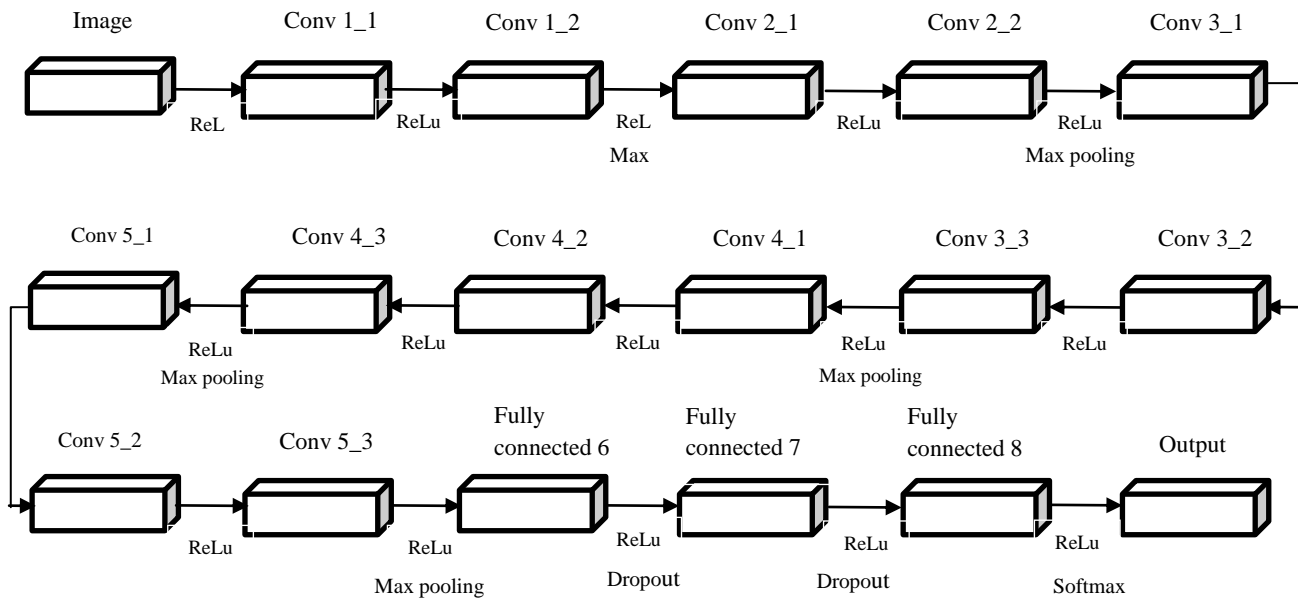 Image
Conv 1_1
Conv 1_2
Conv 2_1
Conv 2_2
Conv 3_1
ReL
ReLu
ReL
ReLu
ReLu
Max
Max pooling
Conv 5_1
Conv 4_3
Conv 4_2
Conv 4_1
Conv 3_3
Conv 3_2
ReLu
ReLu
ReLu
ReLu
ReLu
Max pooling
Max pooling
Conv 5_2
Conv 5_3
Fully
connected 6
Fully
connected 7
Fully
connected 8
Output
ReLu
ReLu
ReLu
ReLu
ReLu
Max pooling
Dropout
Dropout
Softmax